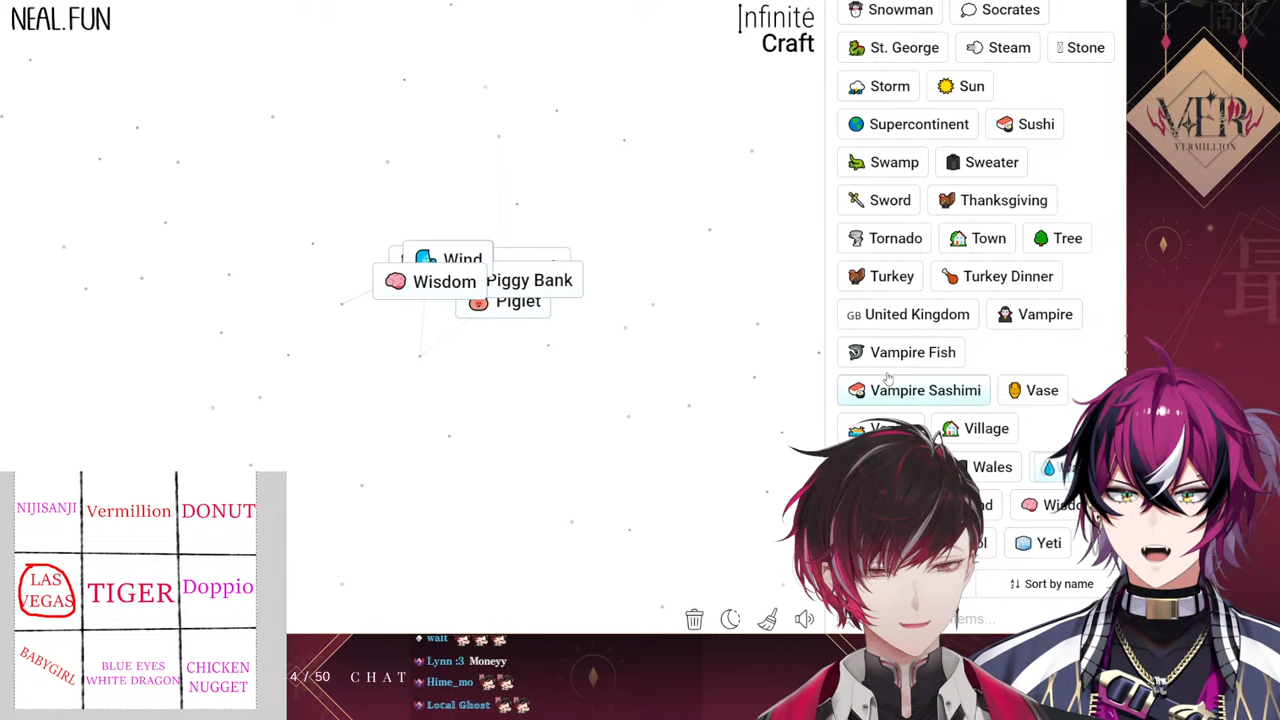 NEAL.FUN
Infinite
Craft
Snowman
Socrates
St. George
Steam
Stone
Storm
Sun
Supercontinent
Sushi
Swamp
Sweater
Sword
Thanksgiving
Tornado
Town
Tree
Turkey
Turkey Dinner
GB United Kingdom
Vampire
Vampire Fish
Vampire Sashimi
Vase
Village
Wales
Yeti
Sort by name
Wind
Wisdom
Piggy Bank
Piglet
VER
VERMILLION
NIJISANJI
Vermillion
DONUT
LAS
VEGAS
TIGER
Doppio
BABYGIRL
BLUE EYES
WHITE DRAGON
CHICKEN
NUGGET
4 / 50
CHAT
wait
Lynn :3 Moneyy
Hime_mo
Local Ghost